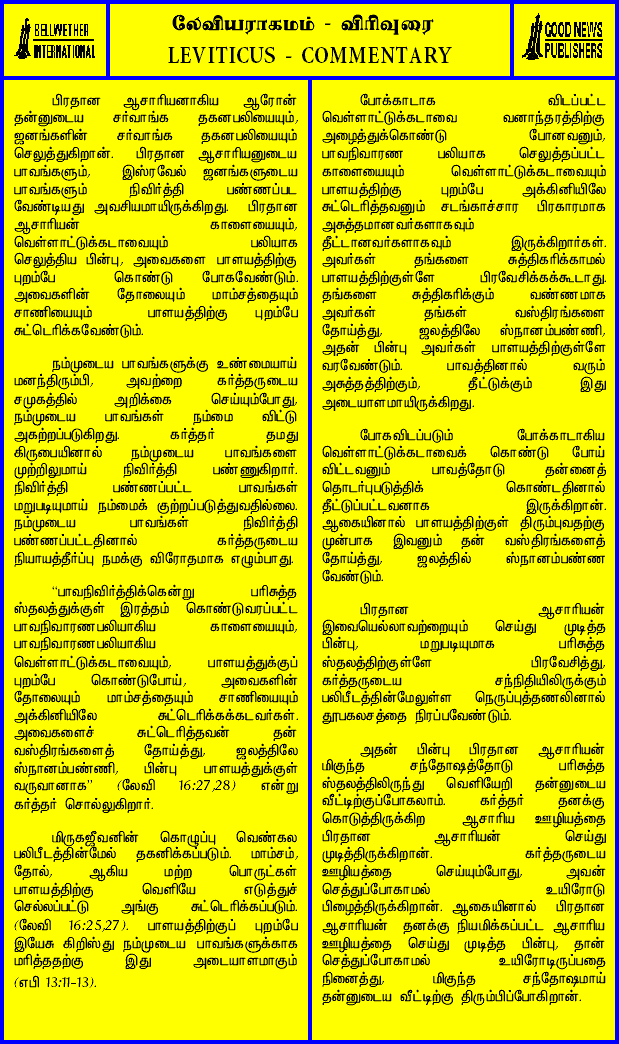 BELLWETHER
INTERNATIONAL
லேவியராகமம் - விரிவுரை
LEVITICUS - COMMENTARY
GOOD NEWS
PUBLISHERS
பிரதான ஆசாரியனாகிய ஆரோன்
தன்னுடைய சர்வாங்க தகனபலியையும்,
ஜனங்களின் சர்வாங்க தகனபலியையும்
செலுத்துகிறான். பிரதான ஆசாரியனுடைய
பாவங்களும், இஸ்ரவேல் ஜனங்களுடைய
பாவங்களும் நிவிர்த்தி பண்ணப்பட
வேண்டியது அவசியமாயிருக்கிறது. பிரதான
ஆசாரியன் காளையையும்,
வெள்ளாட்டுக்கடாவையும் பலியாக
செலுத்திய பின்பு, அவைகளை பாளயத்திற்கு
புறம்பே கொண்டு போகவேண்டும்.
அவைகளின் தோலையும் மாம்சத்தையும்
சாணியையும் பாளயத்திற்கு புறம்பே
சுட்டெரிக்கவேண்டும்.
நம்முடைய பாவங்களுக்கு உண்மையாய்
மனந்திரும்பி, அவற்றை கர்த்தருடைய
சமுகத்தில் அறிக்கை செய்யும்போது,
நம்முடைய பாவங்கள் நம்மை விட்டு
அகற்றப்படுகிறது. கர்த்தர் தமது
கிருபையினால் நம்முடைய பாவங்களை
முற்றிலுமாய் நிவிர்த்தி பண்ணுகிறார்.
நிவிர்த்தி பண்ணப்பட்ட பாவங்கள்
மறுபடியுமாய் நம்மைக் குற்றப்படுத்துவதில்லை.
நம்முடைய பாவங்கள் நிவிர்த்தி
பண்ணப்பட்டதினால் கர்த்தருடைய
நியாயத்தீர்ப்பு நமக்கு விரோதமாக எழும்பாது.
“பாவநிவிர்த்திக்கென்று பரிசுத்த
ஸ்தலத்துக்குள் இரத்தம் கொண்டுவரப்பட்ட
பாவநிவாரணபலியாகிய காளையையும்,
பாவநிவாரணபலியாகிய
வெள்ளாட்டுக்கடாவையும், பாளயத்துக்குப்
புறம்பே கொண்டுபோய், அவைகளின்
தோலையும் மாம்சத்தையும் சாணியையும்
அக்கினியிலே சுட்டெரிக்கக்கடவர்கள்.
அவைகளைச் சுட்டெரித்தவன் தன்
வஸ்திரங்களைத் தோய்த்து, ஜலத்திலே
ஸ்நானம்பண்ணி, பின்பு பாளயத்துக்குள்
வருவானாக” (லேவி 16:27,28) என்று
கர்த்தர் சொல்லுகிறார்.
மிருகஜீவனின் கொழுப்பு வெண்கல
பலிபீடத்தின்மேல் தகனிக்கப்படும். மாம்சம்,
தோல், ஆகிய மற்ற பொருட்கள்
பாளயத்திற்கு வெளியே எடுத்துச்
செல்லப்பட்டு அங்கு சுட்டெரிக்கப்படும்.
(லேவி 16:25,27). பாளயத்திற்குப் புறம்பே
இயேசு கிறிஸ்து நம்முடைய பாவங்களுக்காக
மரித்ததற்கு இது அடையாளமாகும்
(எபி 13:11-13).
போக்காடாக விடப்பட்ட
வெள்ளாட்டுக்கடாவை வனாந்தரத்திற்கு
அழைத்துக்கொண்டு போனவனும்,
பாவநிவாரண பலியாக செலுத்தப்பட்ட
காளையையும் வெள்ளாட்டுக்கடாவையும்
பாளயத்திற்கு புறம்பே அக்கினியிலே
சுட்டெரித்தவனும் சடங்காச்சார பிரகாரமாக
அசுத்தமானவர்களாகவும்
தீட்டானவர்களாகவும் இருக்கிறார்கள்.
அவர்கள் தங்களை சுத்திகரிக்காமல்
பாளயத்திற்குள்ளே பிரவேசிக்கக்கூடாது.
தங்களை சுத்திகரிக்கும் வண்ணமாக
அவர்கள் தங்கள் வஸ்திரங்களை
தோய்த்து, ஜலத்திலே ஸ்நானம்பண்ணி,
அதன் பின்பு அவர்கள் பாளயத்திற்குள்ளே
வரவேண்டும். பாவத்தினால் வரும்
அசுத்தத்திற்கும், தீட்டுக்கும் இது
அடையாளமாயிருக்கிறது.
போகவிடப்படும் போக்காடாகிய
வெள்ளாட்டுக்கடாவைக் கொண்டு போய்
விட்டவனும் பாவத்தோடு தன்னைத்
தொடர்புபடுத்திக் கொண்டதினால்
தீட்டுப்பட்டவனாக இருக்கிறான்.
ஆகையினால் பாளயத்திற்குள் திரும்புவதற்கு
முன்பாக இவனும் தன் வஸ்திரங்களைத்
தோய்த்து, ஜலத்தில் ஸ்நானம்பண்ண
வேண்டும்.
பிரதான ஆசாரியன்
இவையெல்லாவற்றையும் செய்து முடித்த
பின்பு, மறுபடியுமாக பரிசுத்த
ஸ்தலத்திற்குள்ளே பிரவேசித்து,
கர்த்தருடைய சந்நிதியிலிருக்கும்
பலிபீடத்தின்மேலுள்ள நெருப்புத்தணலினால்
தூபகலசத்தை நிரப்பவேண்டும்.
அதன் பின்பு பிரதான ஆசாரியன்
மிகுந்த சந்தோஷத்தோடு பரிசுத்த
ஸ்தலத்திலிருந்து வெளியேறி தன்னுடைய
வீட்டிற்குப்போகலாம். கர்த்தர் தனக்கு
கொடுத்திருக்கிற ஆசாரிய ஊழியத்தை
பிரதான ஆசாரியன் செய்து
முடித்திருக்கிறான். கர்த்தருடைய
ஊழியத்தை செய்யும்போது, அவன்
செத்துப்போகாமல் உயிரோடு
பிழைத்திருக்கிறான். ஆகையினால் பிரதான
ஆசாரியன் தனக்கு நியமிக்கப்பட்ட ஆசாரிய
ஊழியத்தை செய்து முடித்த பின்பு, தான்
செத்துப்போகாமல் உயிரோடிருப்பதை
நினைத்து, மிகுந்த சந்தோஷமாய்
தன்னுடைய வீட்டிற்கு திரும்பிப்போகிறான்.